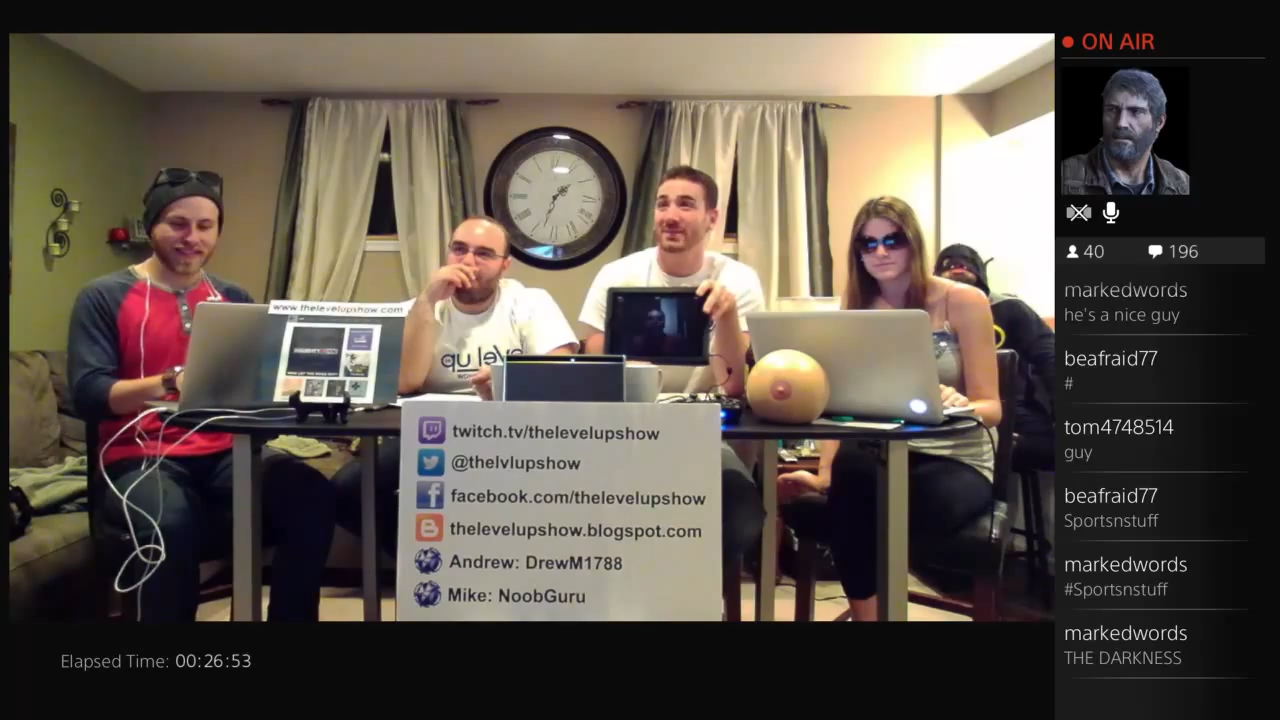 ON AIR
40 196
markedwords
he's a nice guy
beafraid77
#
tom4748514
guy
beafraid77
Sportsnstuff
markedwords
#Sportsnstuff
markedwords
THE DARKNESS
www.thelevelupshow.com
twitch.tv/thelevelupshow
@thelvlupshow
facebook.com/thelevelupshow
thelevelupshow.blogspot.com
Andrew: DrewM1788
Mike: NoobGuru
Elapsed Time: 00:26:53